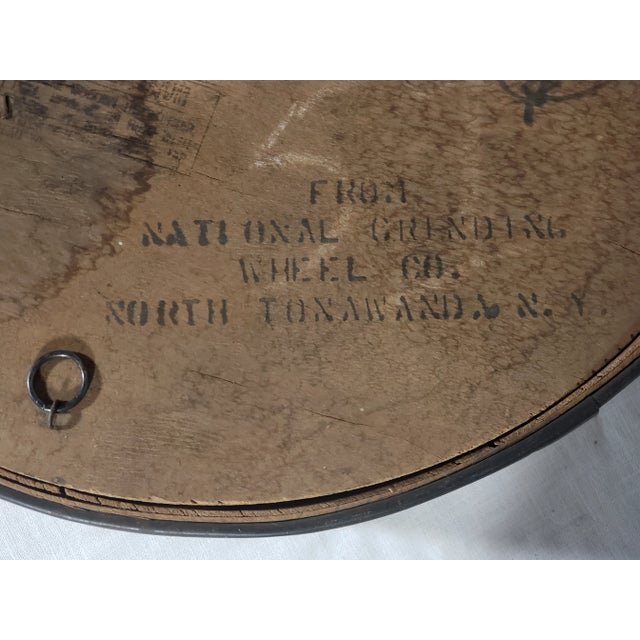 FROM
NATIONAL GRINDING
WHEEL CO.
NORTH TONAWANDA, N.Y.